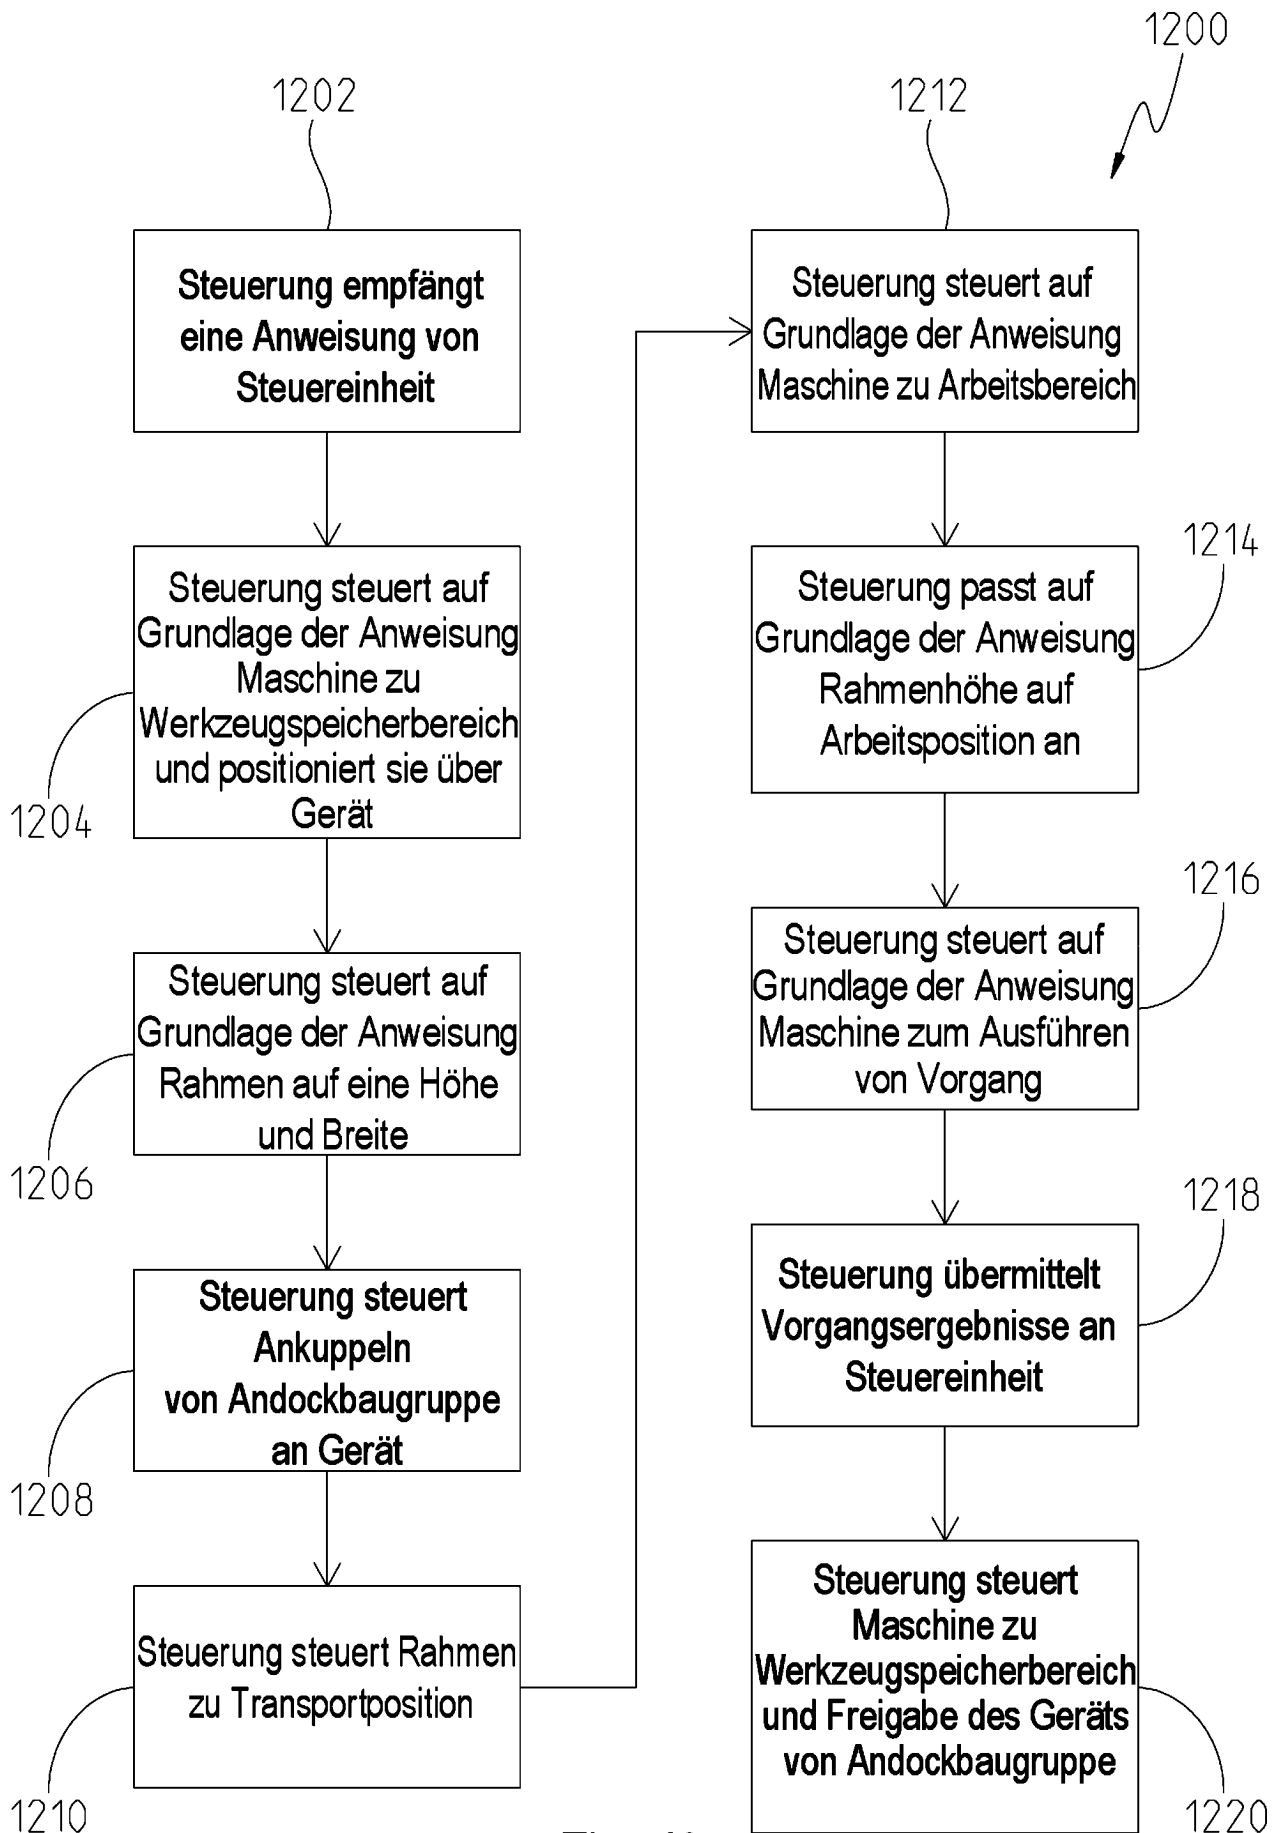 1200
1202
Steuerung empfängt
eine Anweisung von
Steuereinheit
Steuerung steuert auf
Grundlage der Anweisung
Maschine zu
Werkzeugspeicherbereich
und positioniert sie über
Gerät
1204
Steuerung steuert auf
Grundlage der Anweisung
Rahmen auf eine Höhe
und Breite
1206
Steuerung steuert
Ankuppeln
von Andockbaugruppe
an Gerät
1208
Steuerung steuert Rahmen
zu Transportposition
1210
1212
Steuerung steuert auf
Grundlage der Anweisung
Maschine zu Arbeitsbereich
1214
Steuerung passt auf
Grundlage der Anweisung
Rahmenhöhe auf
Arbeitsposition an
1216
Steuerung steuert auf
Grundlage der Anweisung
Maschine zum Ausführen
von Vorgang
1218
Steuerung übermittelt
Vorgangsergebnisse an
Steuereinheit
Steuerung steuert
Maschine zu
Werkzeugspeicherbereich
und Freigabe des Geräts
von Andockbaugruppe
1220